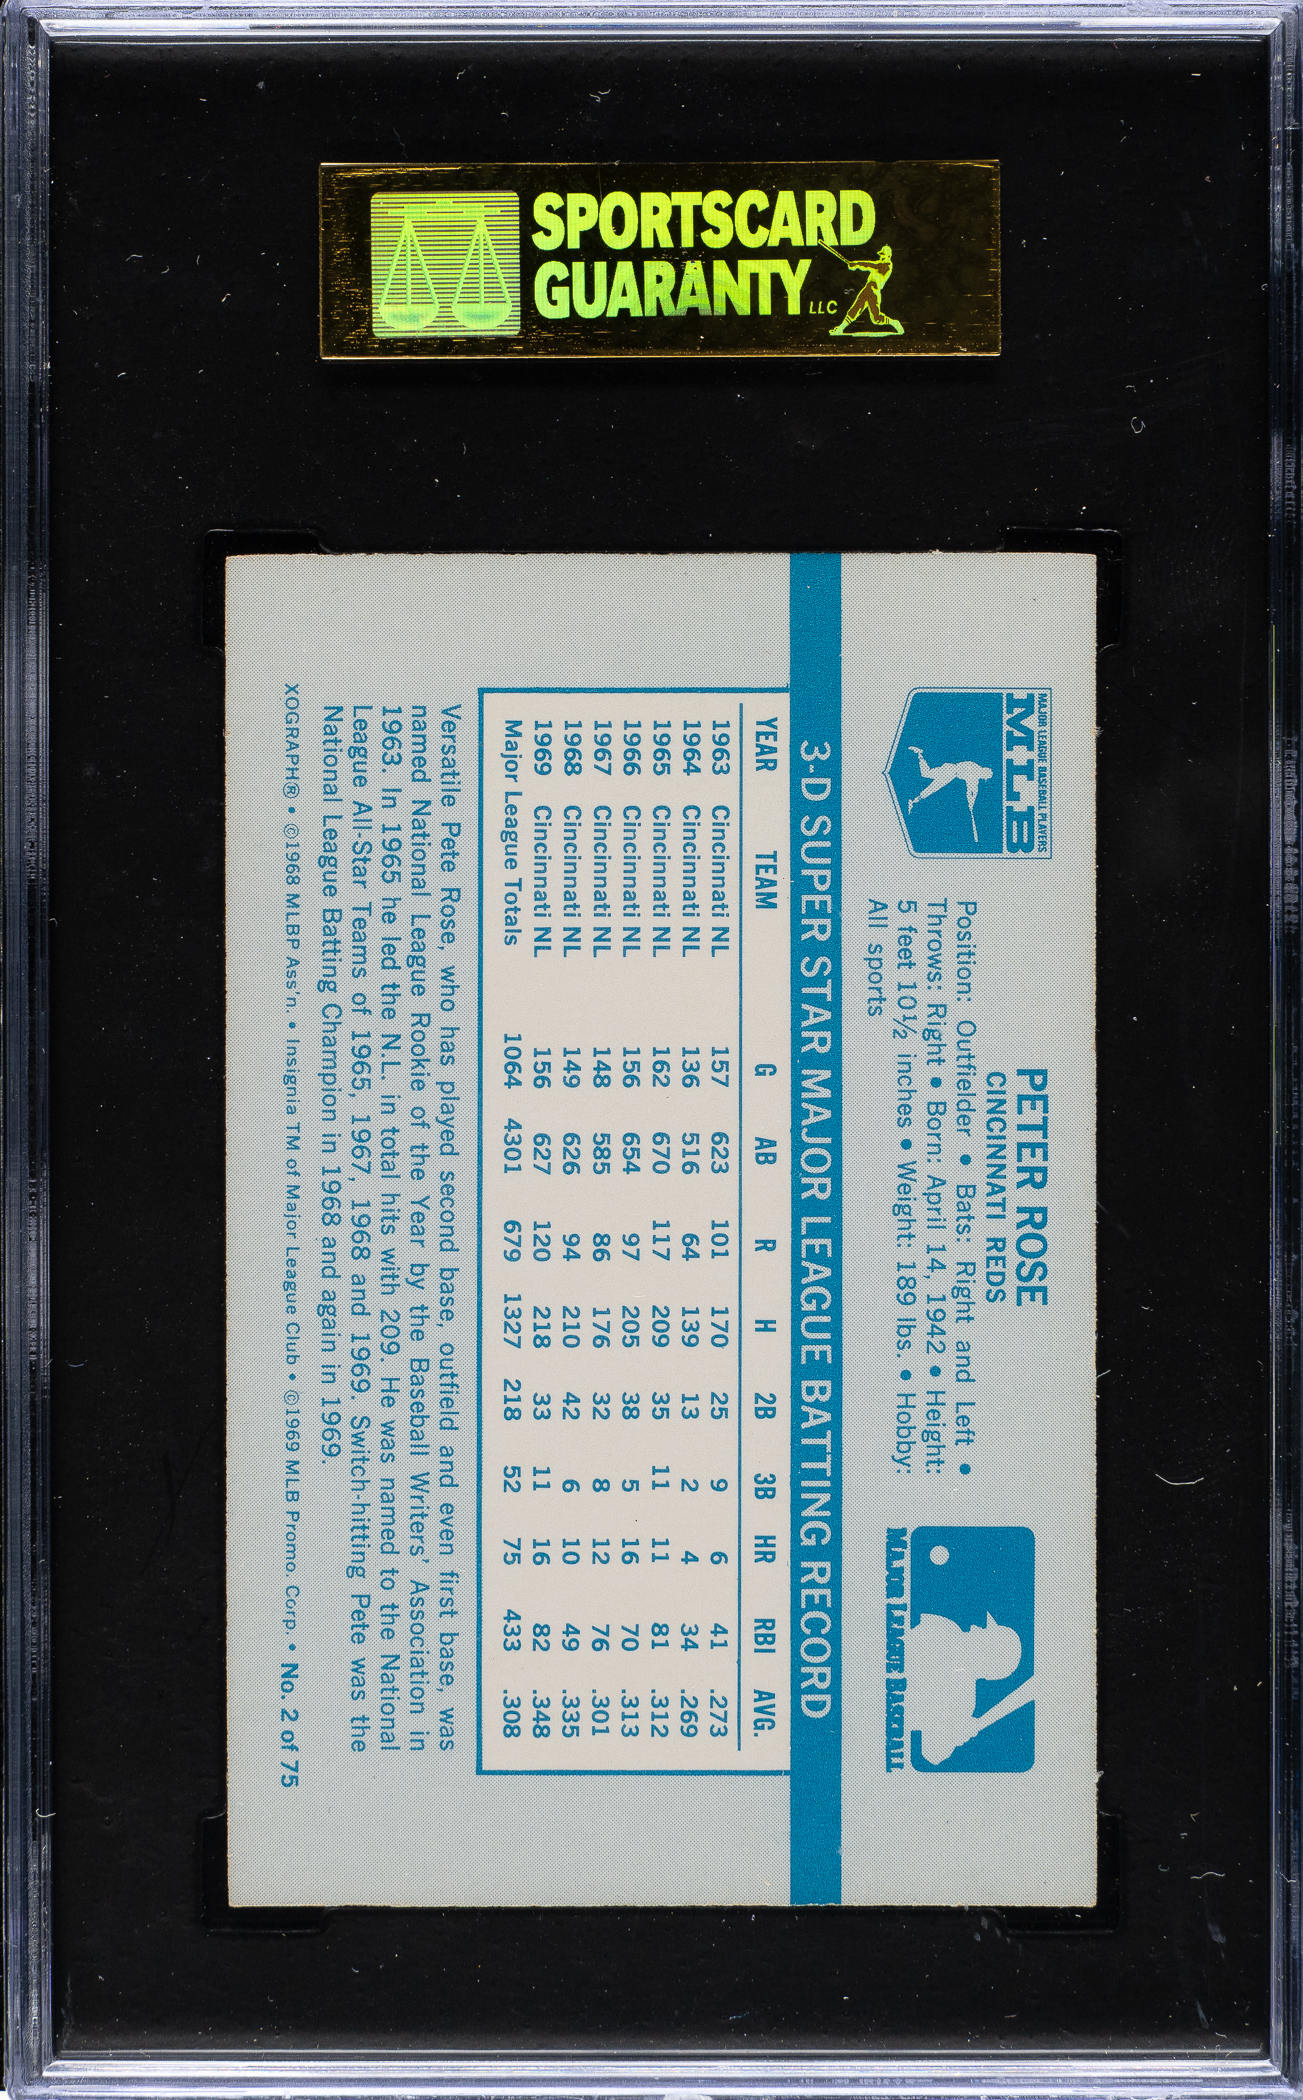 SPORTSCARD
GUARANTY LLC
MAJOR LEAGUE BASEBALL PLAYERS
MLB
PETER ROSE
CINCINNATI REDS
Position: Outfielder • Bats: Right and Left •
Throws: Right • Born: April 14, 1942 • Height:
5 feet 10½ inches • Weight: 189 lbs. • Hobby:
All sports
MAJOR LEAGUE BASEBALL
3-D SUPER STAR MAJOR LEAGUE BATTING RECORD
YEAR TEAM G AB R H 2B 3B HR RBI AVG.
1963 Cincinnati NL 157 623 101 170 25 9 6 41 .273
1964 Cincinnati NL 136 516 64 139 13 2 4 34 .269
1965 Cincinnati NL 162 670 117 209 35 11 11 81 .312
1966 Cincinnati NL 156 654 97 205 38 5 16 70 .313
1967 Cincinnati NL 148 585 86 176 32 8 12 76 .301
1968 Cincinnati NL 149 626 94 210 42 6 10 49 .335
1969 Cincinnati NL 156 627 120 218 33 11 16 82 .348
Major League Totals 1064 4301 679 1327 218 52 75 433 .308
Versatile Pete Rose, who has played second base, outfield and even first base, was
named National League Rookie of the Year by the Baseball Writers' Association in
1963. In 1965 he led the N.L. in total hits with 209. He was named to the National
League All-Star Teams of 1965, 1967, 1968 and 1969. Switch-hitting Pete was the
National League Batting Champion in 1968 and again in 1969.
XOGRAPH® • ©1968 MLBP Ass'n. • Insignia TM of Major League Club • ©1969 MLB Promo. Corp. • No. 2 of 75